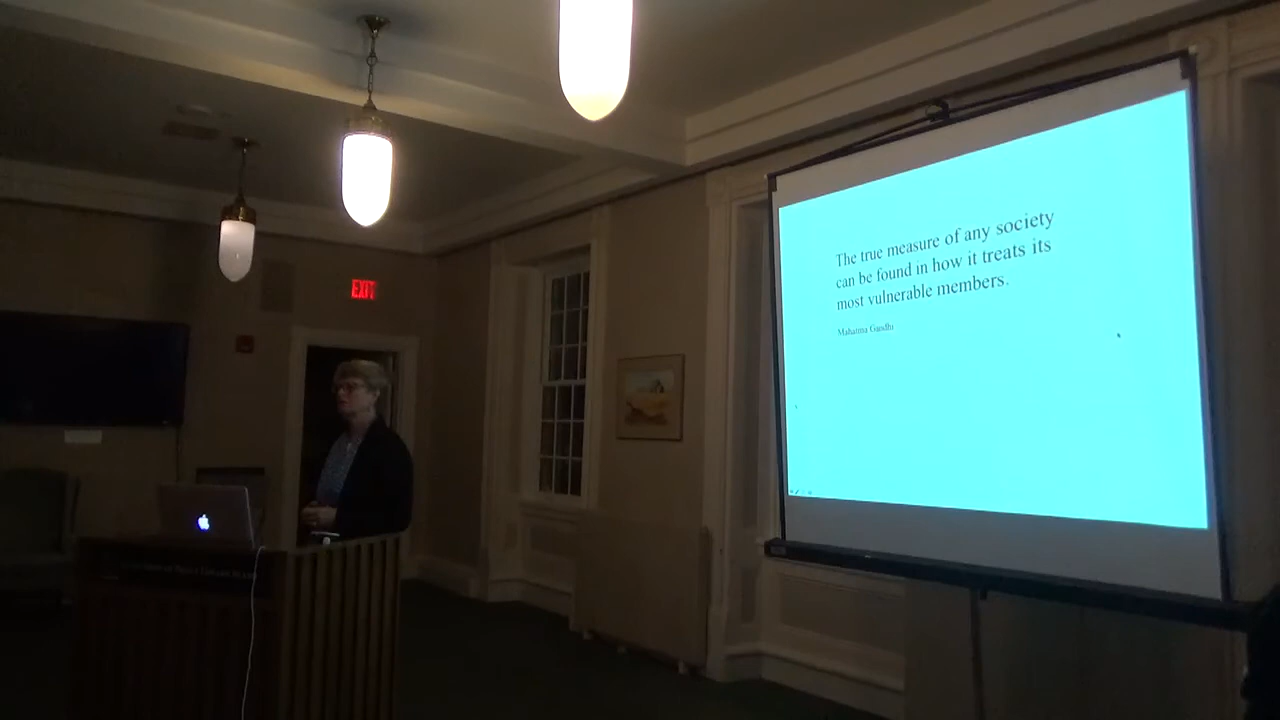 EXIT
The true measure of any society
can be found in how it treats its
most vulnerable members.
Mahatma Gandhi